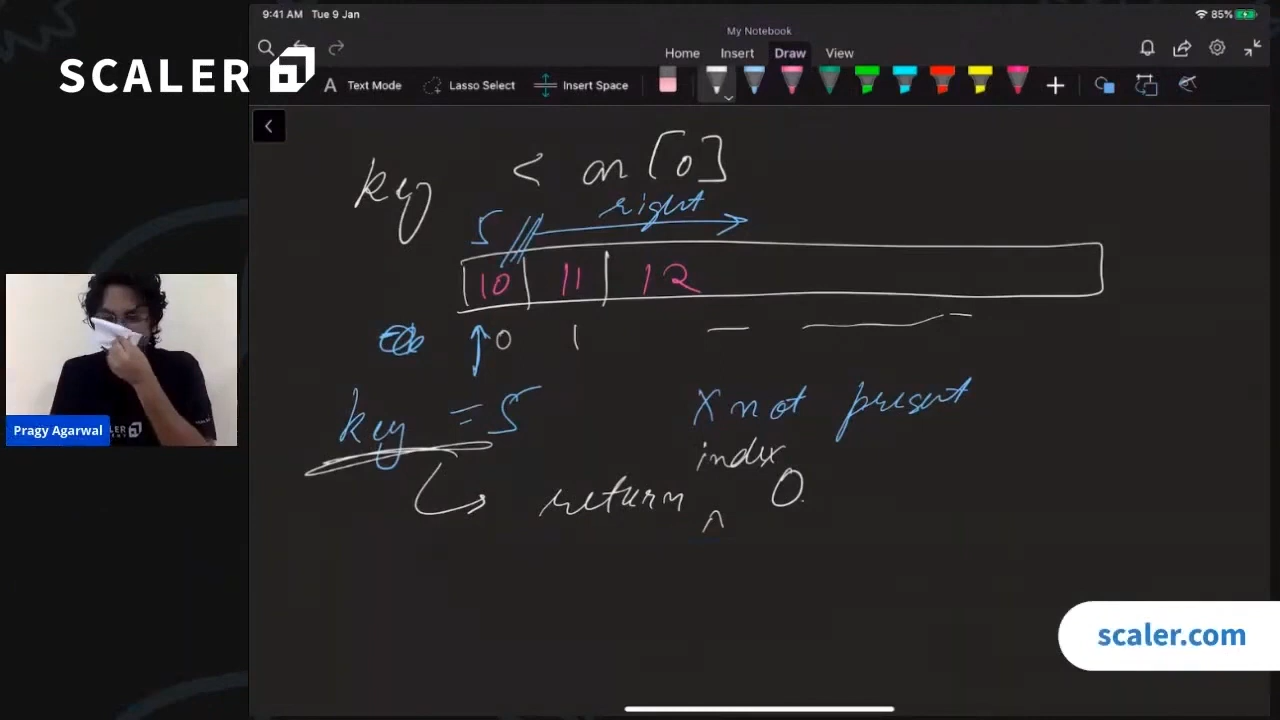 9:41 AM Tue 9 Jan
85%
My Notebook
SCALER
Home Insert Draw View
A Text Mode Lasso Select Insert Space
key < arr[0]
5 right
10 11 12
0 1
key = 5 X not present
index
return ^ 0
Pragy Agarwal
scaler.com